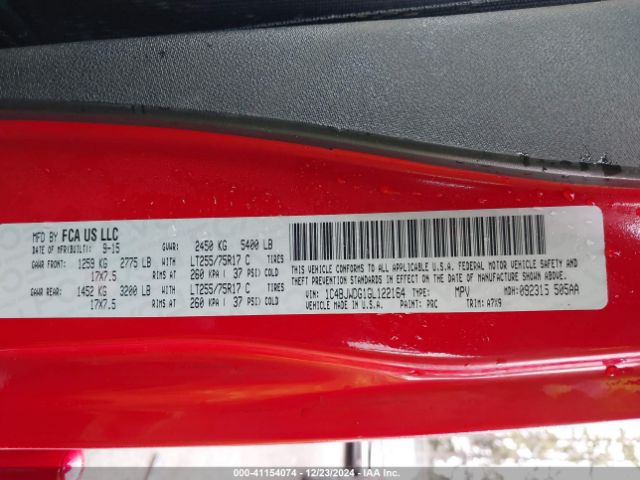 MFD BY FCA US LLC
DATE OF MFR(BUILT): 9-15 GVWR: 2450 KG 5400 LB
GAWR FRONT: 1259 KG 2775 LB WITH LT255/75R17 C TIRES
17X7.5 RIMS AT 260 KPA ( 37 PSI) COLD
GAWR REAR: 1452 KG 3200 LB WITH LT255/75R17 C TIRES
17X7.5 RIMS AT 260 KPA ( 37 PSI) COLD
THIS VEHICLE CONFORMS TO ALL APPLICABLE U.S.A. FEDERAL MOTOR VEHICLE SAFETY AND
THEFT PREVENTION STANDARDS IN EFFECT ON THE DATE OF MANUFACTURE SHOWN ABOVE.
VIN: 1C4BJWDG1GL122164 TYPE: MPV MDH: 092315 505AA
VEHICLE MADE IN U.S.A. PAINT: PRC TRIM: A7X9
000-41154074 | 12/23/2024 | IAA Inc.